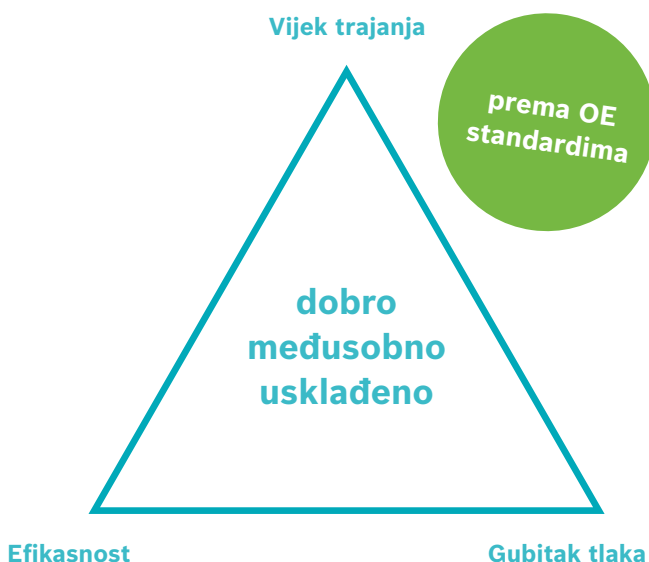 Vijek trajanja
prema OE
standardima
dobro
međusobno
usklađeno
Efikasnost
Gubitak tlaka